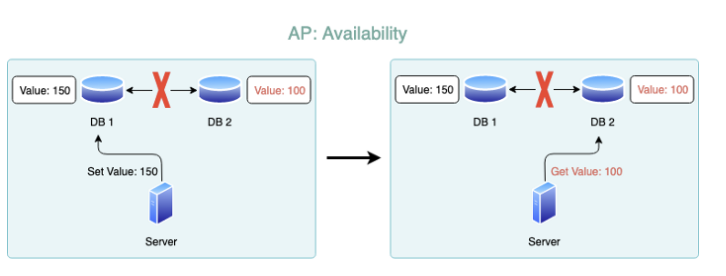 AP: Availability
Value: 150
Value: 100
DB 1
DB 2
Set Value: 150
Server
Value: 150
Value: 100
DB 1
DB 2
Get Value: 100
Server